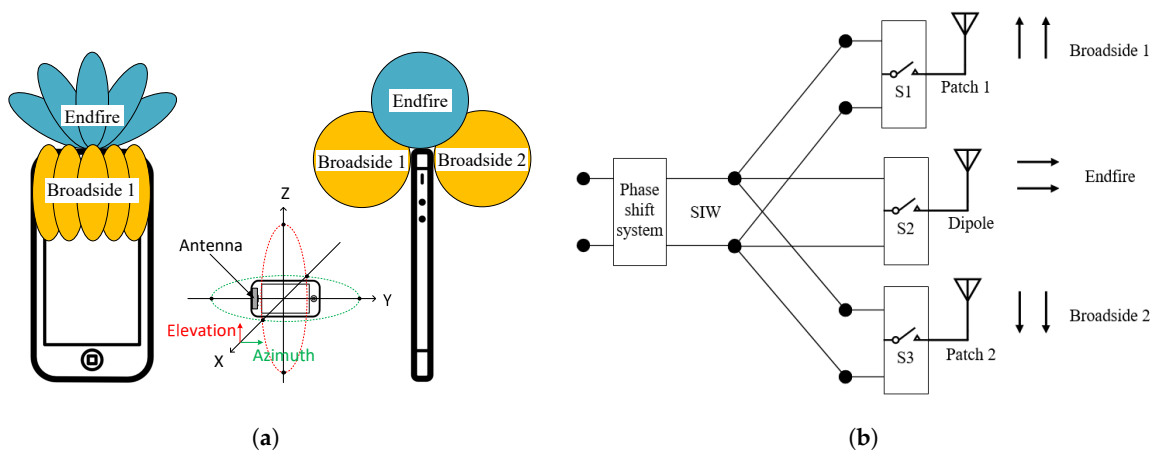 Endfire
Broadside 1
Endfire
Broadside 1
Broadside 2
Antenna
Z
Y
X
Elevation
Azimuth
(a)
Phase
shift
system
SIW
S1
Patch 1
Broadside 1
S2
Dipole
Endfire
S3
Patch 2
Broadside 2
(b)